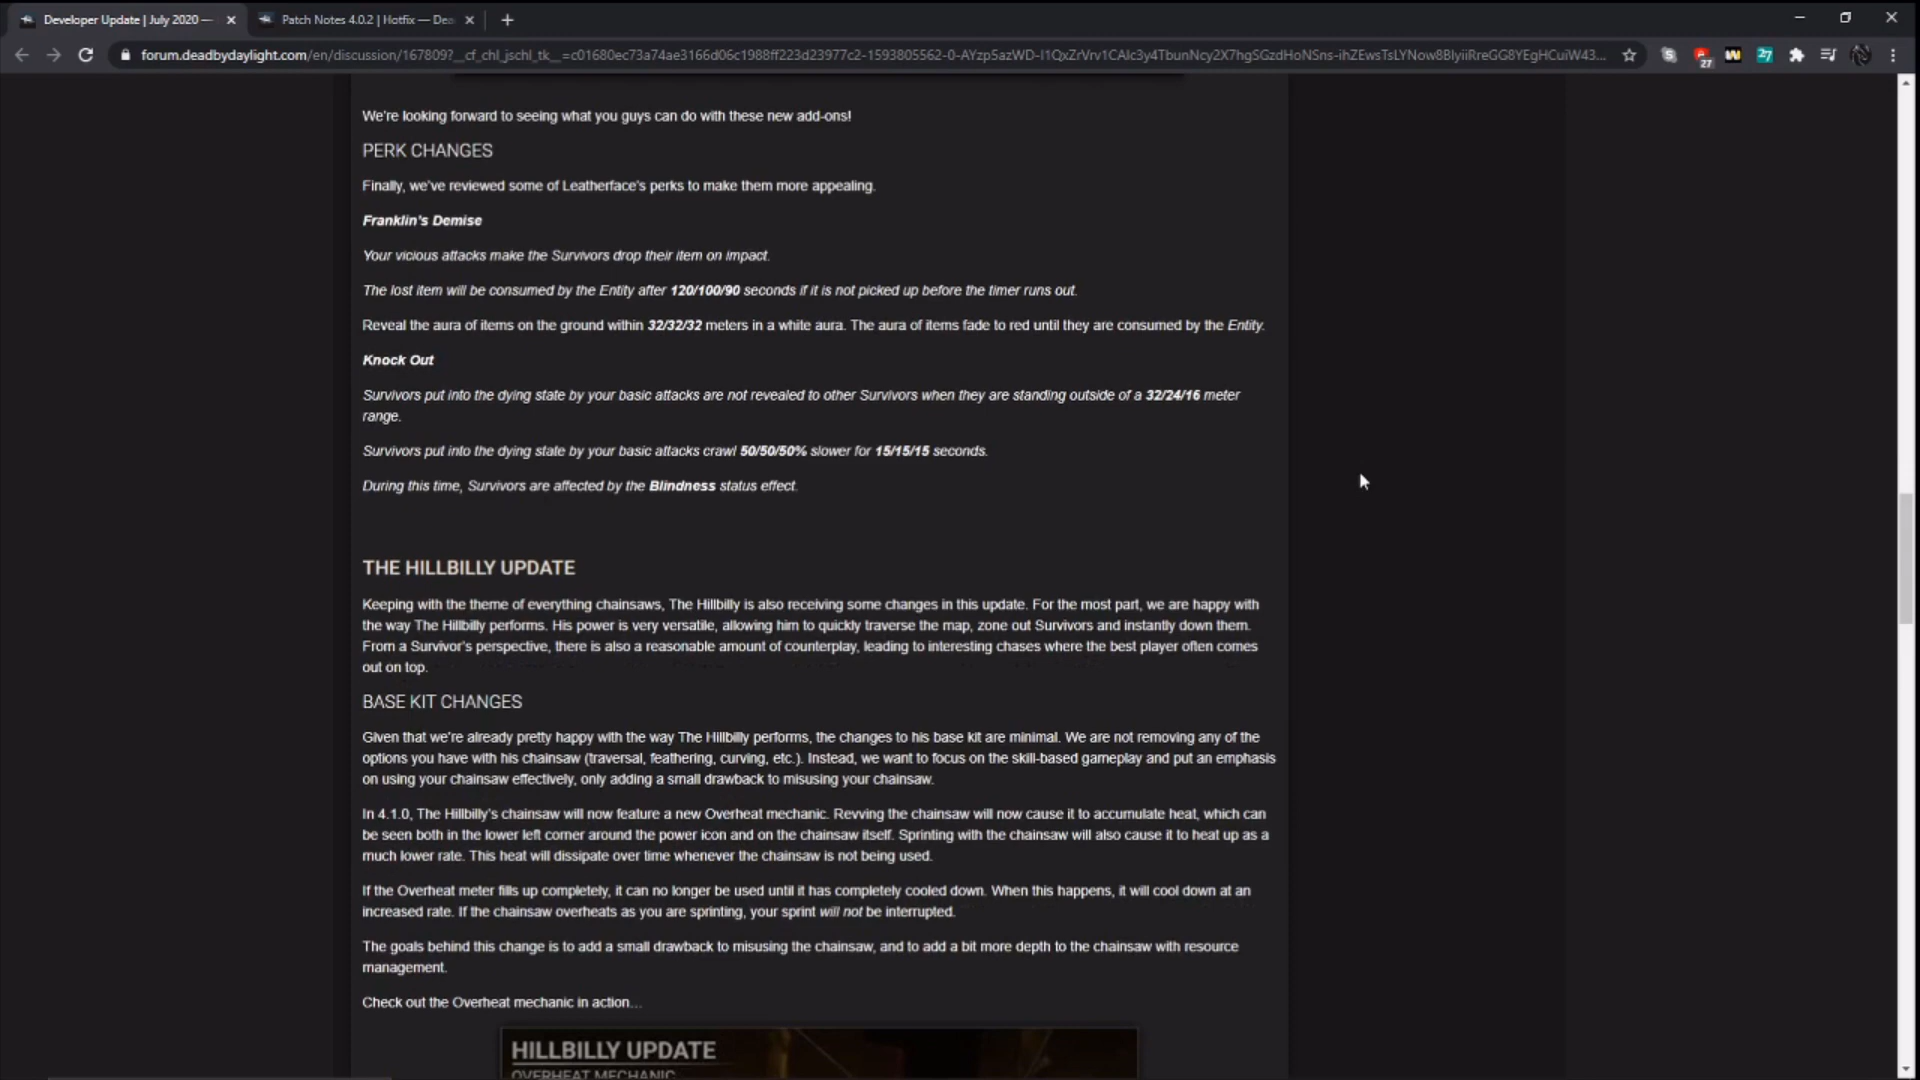 Developer Update | July 2020 —
Patch Notes 4.0.2 | Hotfix — Dea
27
27
We're looking forward to seeing what you guys can do with these new add-ons!
PERK CHANGES
Finally, we've reviewed some of Leatherface's perks to make them more appealing.
Franklin's Demise
Your vicious attacks make the Survivors drop their item on impact.
The lost item will be consumed by the Entity after 120/100/90 seconds if it is not picked up before the timer runs out.
Reveal the aura of items on the ground within 32/32/32 meters in a white aura. The aura of items fade to red until they are consumed by the Entity.
Knock Out
Survivors put into the dying state by your basic attacks are not revealed to other Survivors when they are standing outside of a 32/24/16 meter
range.
Survivors put into the dying state by your basic attacks crawl 50/50/50% slower for 15/15/15 seconds.
During this time, Survivors are affected by the Blindness status effect.
THE HILLBILLY UPDATE
Keeping with the theme of everything chainsaws, The Hillbilly is also receiving some changes in this update. For the most part, we are happy with
the way The Hillbilly performs. His power is very versatile, allowing him to quickly traverse the map, zone out Survivors and instantly down them.
From a Survivor's perspective, there is also a reasonable amount of counterplay, leading to interesting chases where the best player often comes
out on top.
BASE KIT CHANGES
Given that we're already pretty happy with the way The Hillbilly performs, the changes to his base kit are minimal. We are not removing any of the
options you have with his chainsaw (traversal, feathering, curving, etc.). Instead, we want to focus on the skill-based gameplay and put an emphasis
on using your chainsaw effectively, only adding a small drawback to misusing your chainsaw.
In 4.1.0, The Hillbilly's chainsaw will now feature a new Overheat mechanic. Revving the chainsaw will now cause it to accumulate heat, which can
be seen both in the lower left corner around the power icon and on the chainsaw itself. Sprinting with the chainsaw will also cause it to heat up as a
much lower rate. This heat will dissipate over time whenever the chainsaw is not being used.
If the Overheat meter fills up completely, it can no longer be used until it has completely cooled down. When this happens, it will cool down at an
increased rate. If the chainsaw overheats as you are sprinting, your sprint will not be interrupted.
The goals behind this change is to add a small drawback to misusing the chainsaw, and to add a bit more depth to the chainsaw with resource
management.
Check out the Overheat mechanic in action...
HILLBILLY UPDATE
OVERHEAT MECHANIC